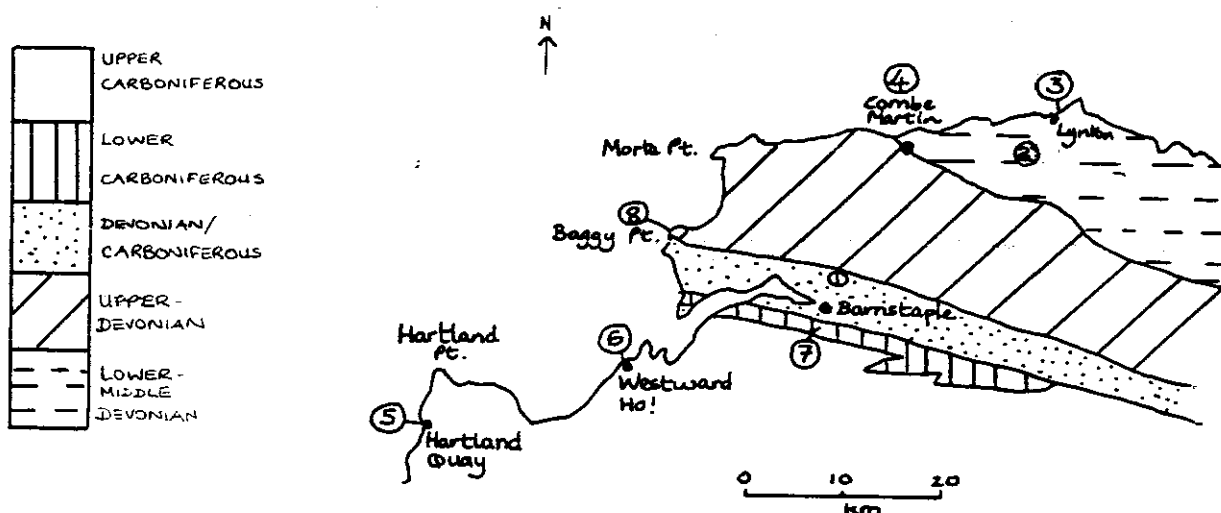 UPPER
CARBONIFEROUS
LOWER
CARBONIFEROUS
DEVONIAN/
CARBONIFEROUS
UPPER-
DEVONIAN
LOWER-
MIDDLE
DEVONIAN
N
4
Combe
Martin
3
Lynton
2
Morte Pt.
8
Baggy Pt.
1
Barnstaple
7
6
Westward
Ho!
Hartland
Pt.
5
Hartland
Quay
0 10 20
km